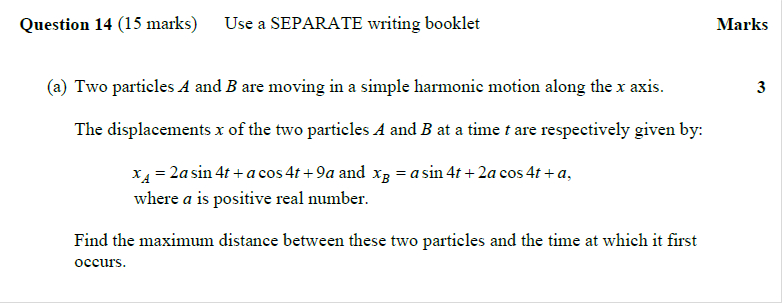 Question 14 (15 marks) Use a SEPARATE writing booklet Marks
(a) Two particles A and B are moving in a simple harmonic motion along the x axis. 3
The displacements x of the two particles A and B at a time t are respectively given by:
x_A = 2a sin 4t + a cos 4t + 9a and x_B = a sin 4t + 2a cos 4t + a,
where a is positive real number.
Find the maximum distance between these two particles and the time at which it first
occurs.